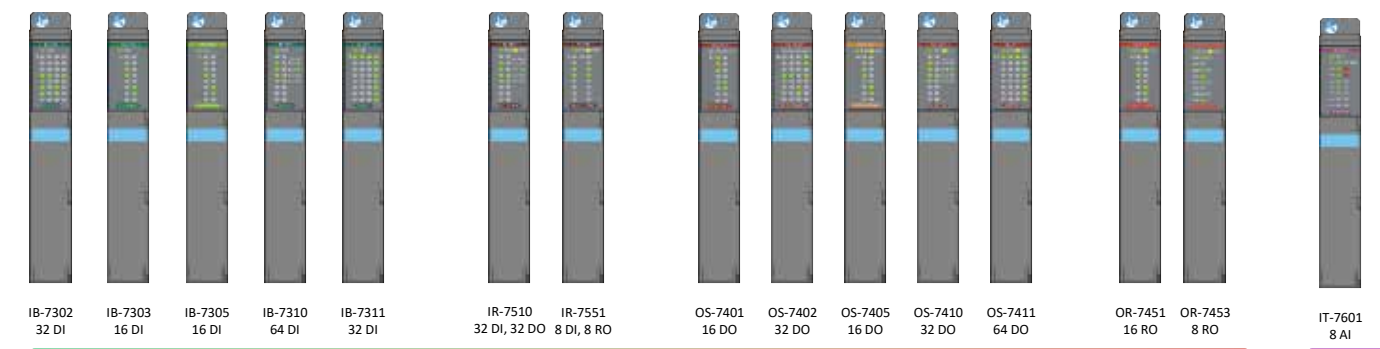 IB-7302
32 DI
IB-7303
16 DI
IB-7305
16 DI
IB-7310
64 DI
IB-7311
32 DI
IR-7510
32 DI, 32 DO
IR-7551
8 DI, 8 RO
OS-7401
16 DO
OS-7402
32 DO
OS-7405
16 DO
OS-7410
32 DO
OS-7411
64 DO
OR-7451
16 RO
OR-7453
8 RO
IT-7601
8 AI